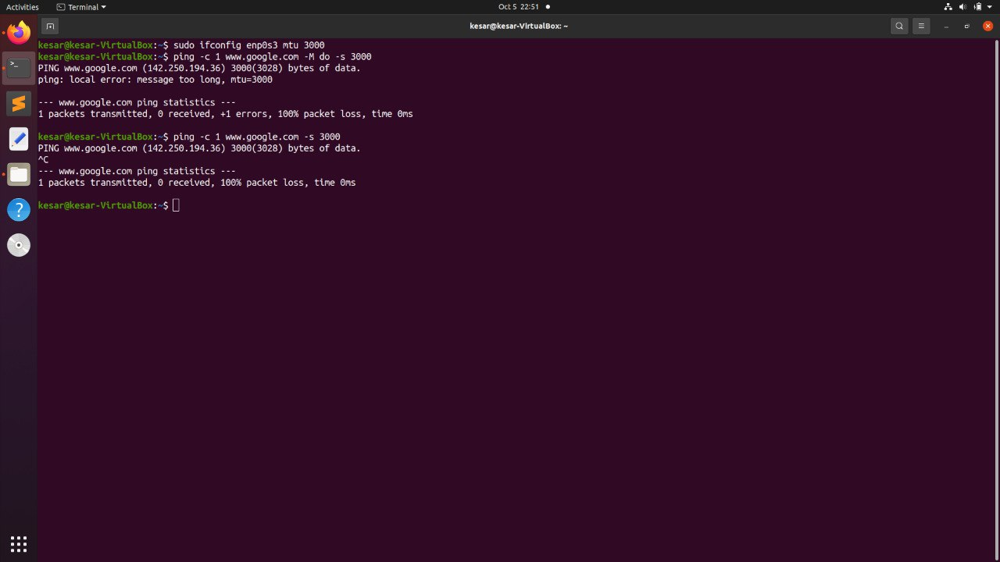 Activities
Terminal
Oct 5 22:51
kesar@kesar-VirtualBox: ~
kesar@kesar-VirtualBox:~$ sudo ifconfig enp0s3 mtu 3000
kesar@kesar-VirtualBox:~$ ping -c 1 www.google.com -M do -s 3000
PING www.google.com (142.250.194.36) 3000(3028) bytes of data.
ping: local error: message too long, mtu=3000
--- www.google.com ping statistics ---
1 packets transmitted, 0 received, +1 errors, 100% packet loss, time 0ms
kesar@kesar-VirtualBox:~$ ping -c 1 www.google.com -s 3000
PING www.google.com (142.250.194.36) 3000(3028) bytes of data.
^C
--- www.google.com ping statistics ---
1 packets transmitted, 0 received, 100% packet loss, time 0ms
kesar@kesar-VirtualBox:~$